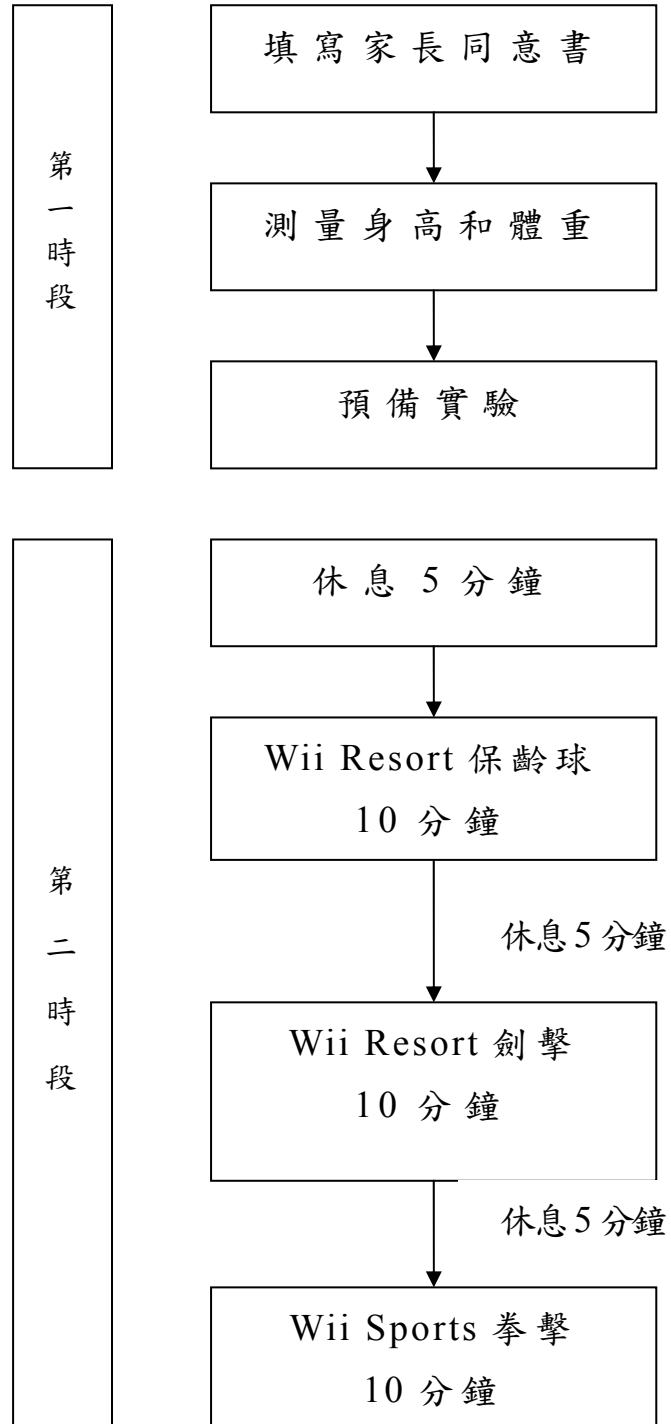 第一時段
填寫家長同意書
測量身高和體重
預備實驗
第二時段
休息 5 分鐘
Wii Resort 保齡球
10 分鐘
休息 5 分鐘
Wii Resort 劍擊
10 分鐘
休息 5 分鐘
Wii Sports 拳擊
10 分鐘